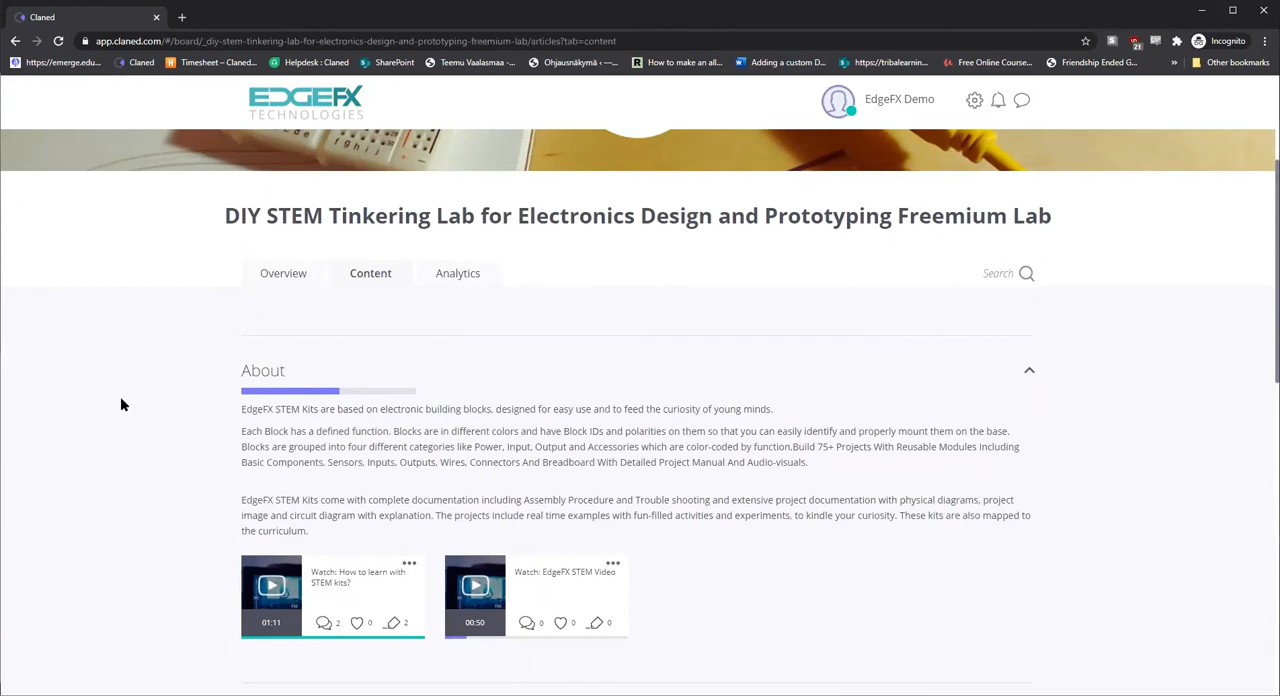 Claned
app.claned.com/#/board/_diy-stem-tinkering-lab-for-electronics-design-and-prototyping-freemium-lab/articles?tab=content
21
Incognito
https://emerge.edu...
Claned
Timesheet – Claned...
Helpdesk : Claned
SharePoint
Teemu Vaalasmaa -...
Ohjausnäkymä ‹ —...
How to make an all...
Adding a custom D...
https://tribalearnin...
Free Online Course...
Friendship Ended G...
»
Other bookmarks
EDGEFX
TECHNOLOGIES
EdgeFX Demo
DIY STEM Tinkering Lab for Electronics Design and Prototyping Freemium Lab
Overview
Content
Analytics
Search
About
EdgeFX STEM Kits are based on electronic building blocks, designed for easy use and to feed the curiosity of young minds.
Each Block has a defined function. Blocks are in different colors and have Block IDs and polarities on them so that you can easily identify and properly mount them on the base.
Blocks are grouped into four different categories like Power, Input, Output and Accessories which are color-coded by function.Build 75+ Projects With Reusable Modules Including
Basic Components, Sensors, Inputs, Outputs, Wires, Connectors And Breadboard With Detailed Project Manual And Audio-visuals.
EdgeFX STEM Kits come with complete documentation including Assembly Procedure and Trouble shooting and extensive project documentation with physical diagrams, project
image and circuit diagram with explanation. The projects include real time examples with fun-filled activities and experiments, to kindle your curiosity. These kits are also mapped to
the curriculum.
Watch: How to learn with
STEM kits?
01:11
2
0
2
Watch: EdgeFX STEM Video
00:50
0
0
0